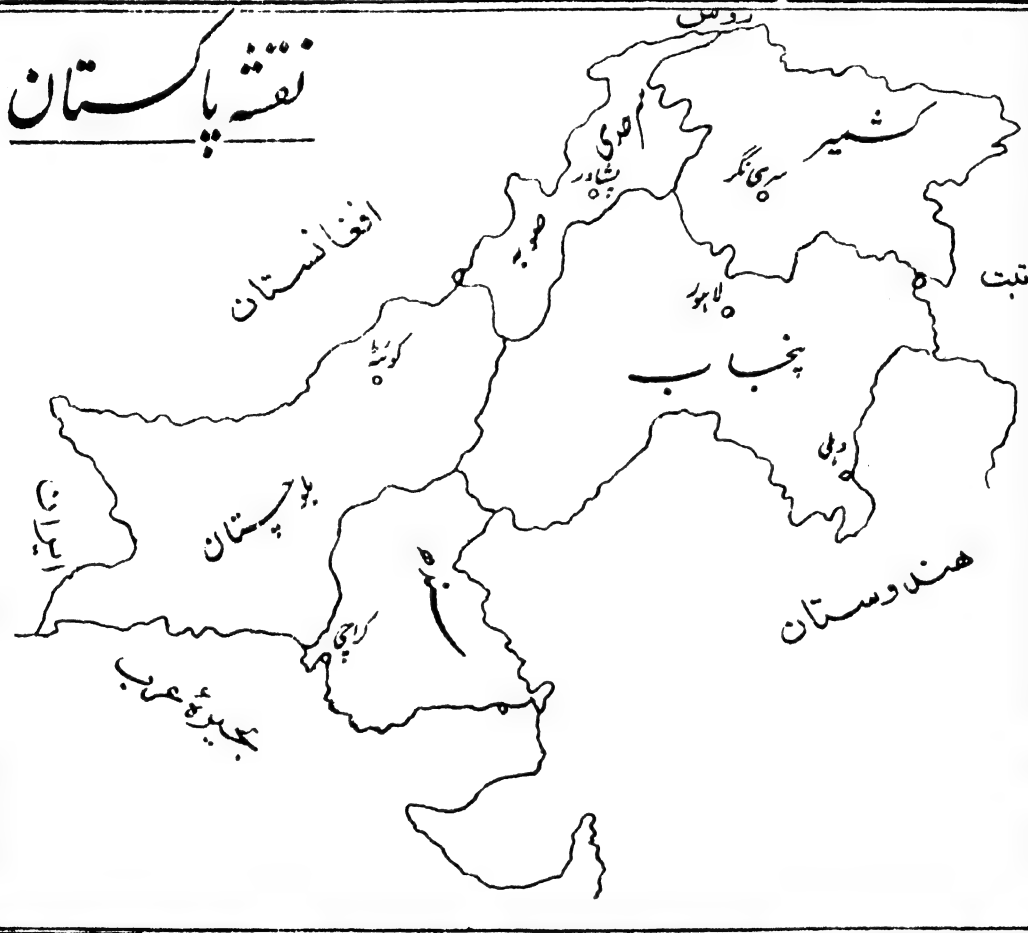 نقشہ پاکستان
روس
کشمیر
سری نگر
سرحدی
پشاور
صوبہ
افغانستان
تبت
لاہور
پنجاب
کوئٹہ
دہلی
بلوچستان
سندھ
ہندوستان
کراچی
بحیرۂ عرب